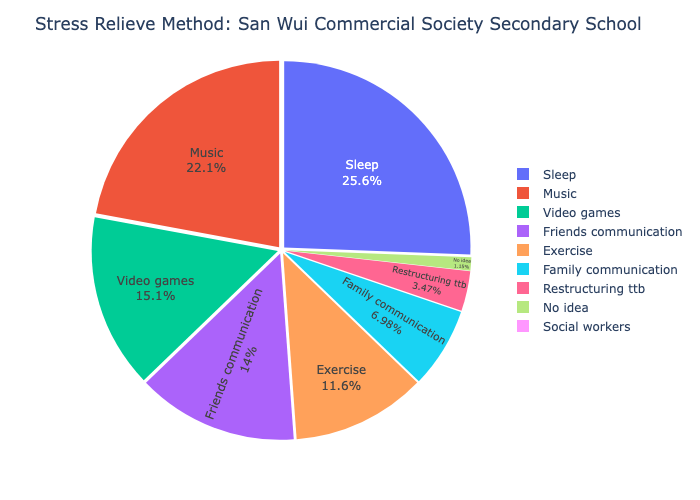 Stress Relieve Method: San Wui Commercial Society Secondary School
Sleep
25.6%
Music
22.1%
Video games
15.1%
Friends communication
14%
Exercise
11.6%
Family communication
6.98%
Restructuring ttb
3.47%
No idea
Sleep
Music
Video games
Friends communication
Exercise
Family communication
Restructuring ttb
No idea
Social workers